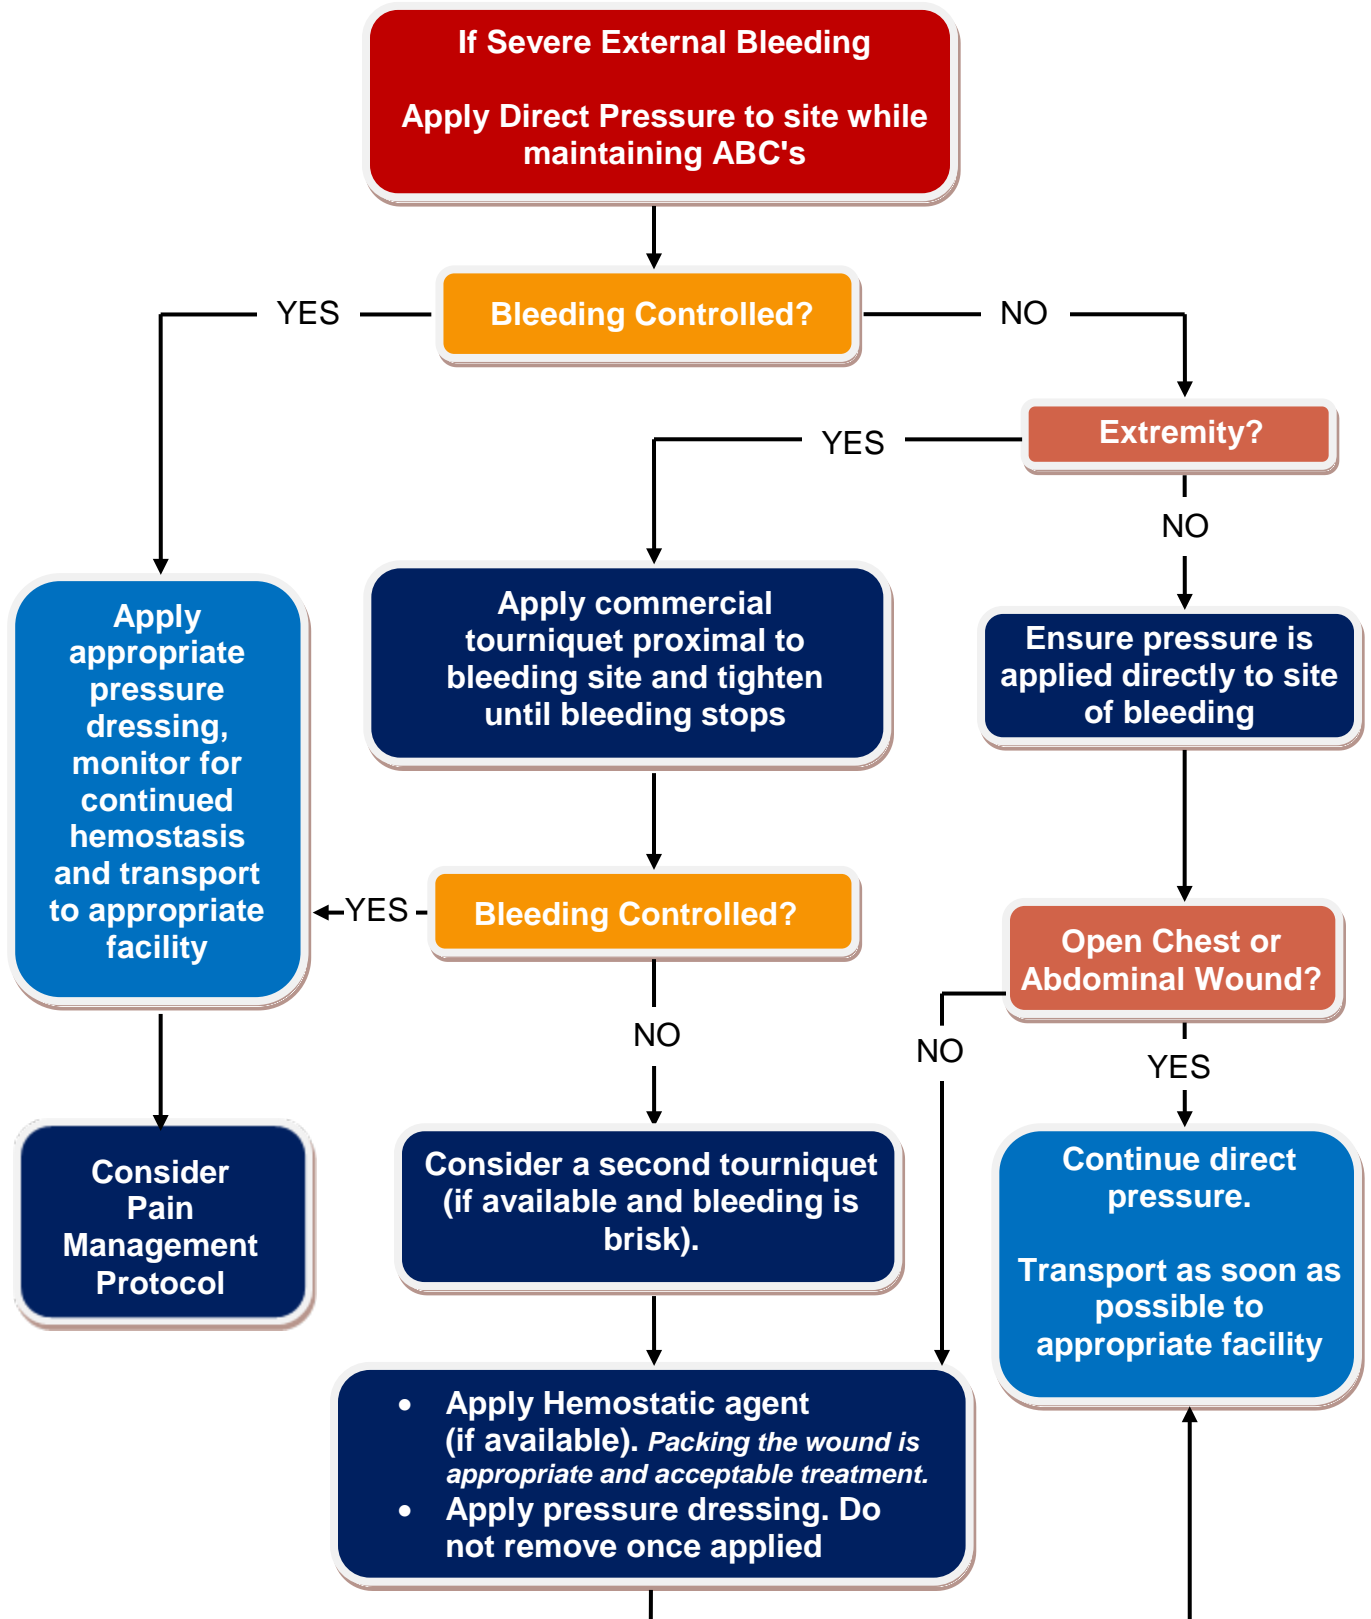 If Severe External Bleeding
Apply Direct Pressure to site while
maintaining ABC's
YES
Bleeding Controlled?
NO
Extremity?
YES
NO
Apply
appropriate
pressure
dressing,
monitor for
continued
hemostasis
and transport
to appropriate
facility
Apply commercial
tourniquet proximal to
bleeding site and tighten
until bleeding stops
Ensure pressure is
applied directly to site
of bleeding
YES
Bleeding Controlled?
Open Chest or
Abdominal Wound?
NO
NO
YES
Consider
Pain
Management
Protocol
Consider a second tourniquet
(if available and bleeding is
brisk).
Continue direct
pressure.
Transport as soon as
possible to
appropriate facility
• Apply Hemostatic agent
(if available). Packing the wound is
appropriate and acceptable treatment.
• Apply pressure dressing. Do
not remove once applied